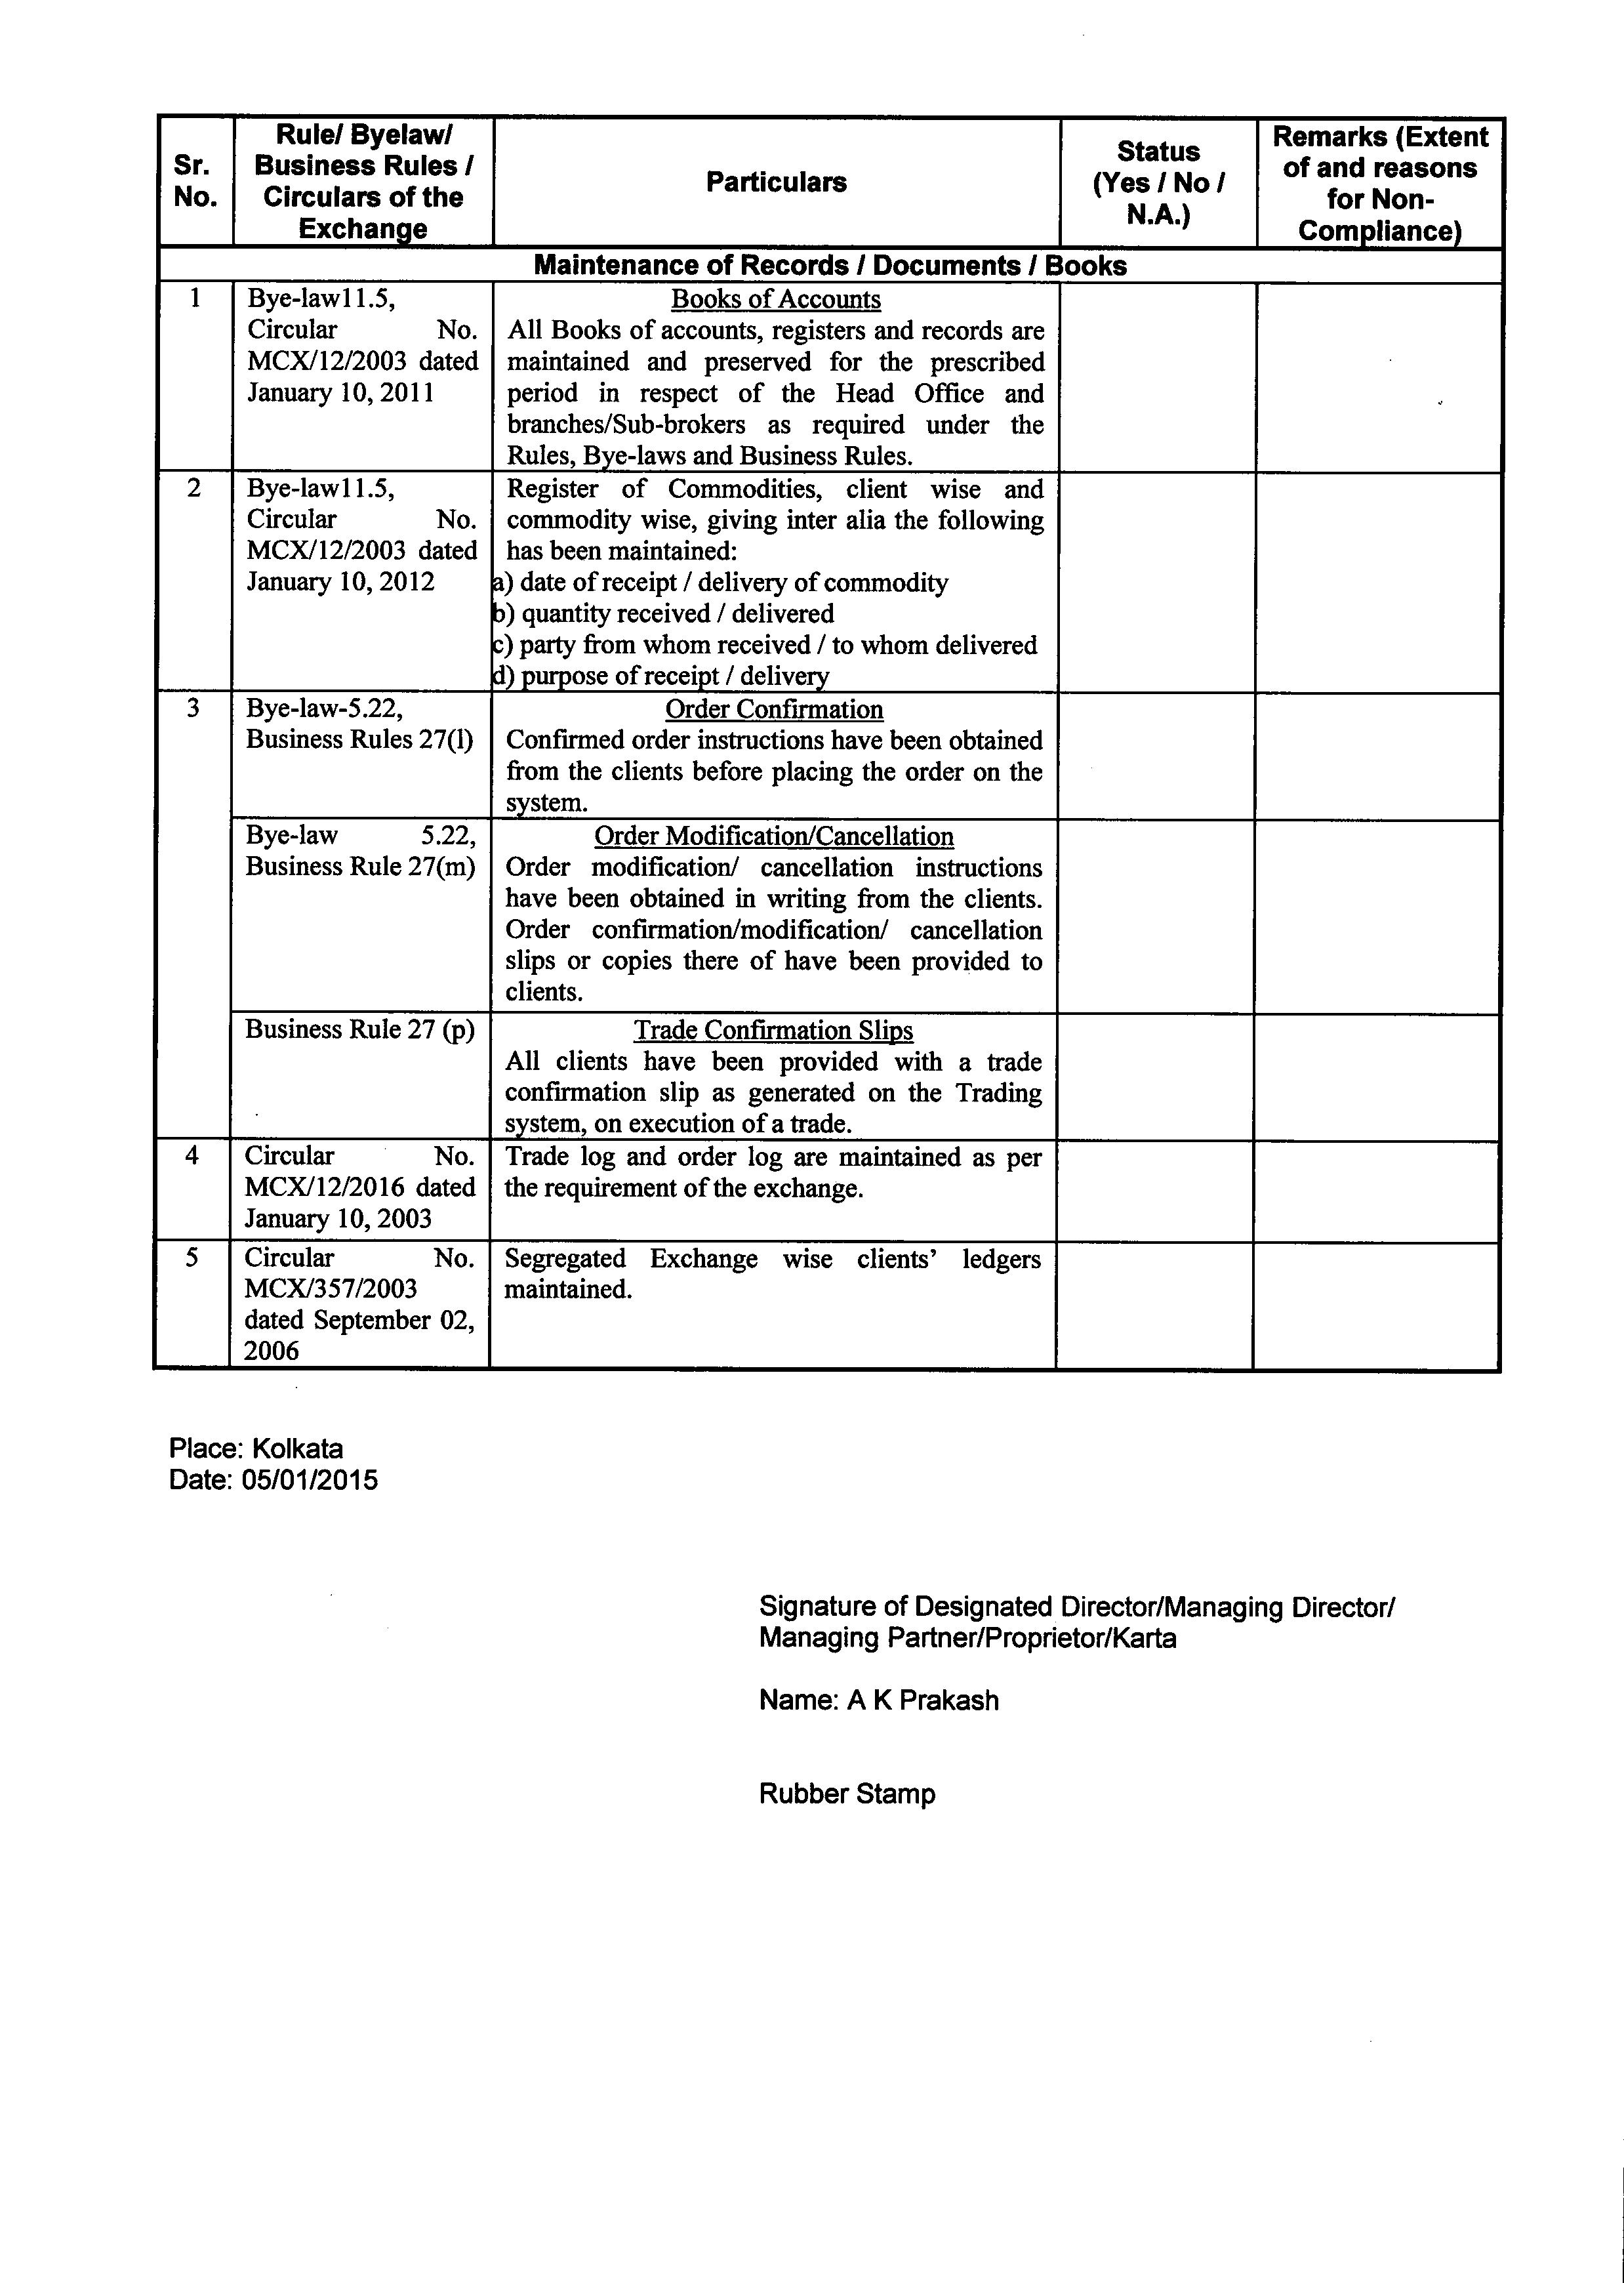 Sr. No.
Rule/ Byelaw/ Business Rules / Circulars of the Exchange
Particulars
Status (Yes / No / N.A.)
Remarks (Extent of and reasons for Non-Compliance)
Maintenance of Records / Documents / Books
1
Bye-law11.5,
Circular No.
MCX/12/2003 dated
January 10, 2011
Books of Accounts
All Books of accounts, registers and records are
maintained and preserved for the prescribed
period in respect of the Head Office and
branches/Sub-brokers as required under the
Rules, Bye-laws and Business Rules.
2
Bye-law11.5,
Circular No.
MCX/12/2003 dated
January 10, 2012
Register of Commodities, client wise and
commodity wise, giving inter alia the following
has been maintained:
a) date of receipt / delivery of commodity
b) quantity received / delivered
c) party from whom received / to whom delivered
d) purpose of receipt / delivery
3
Bye-law-5.22,
Business Rules 27(l)
Order Confirmation
Confirmed order instructions have been obtained
from the clients before placing the order on the
system.
Bye-law 5.22,
Business Rule 27(m)
Order Modification/Cancellation
Order modification/ cancellation instructions
have been obtained in writing from the clients.
Order confirmation/modification/ cancellation
slips or copies there of have been provided to
clients.
Business Rule 27 (p)
Trade Confirmation Slips
All clients have been provided with a trade
confirmation slip as generated on the Trading
system, on execution of a trade.
4
Circular No.
MCX/12/2016 dated
January 10, 2003
Trade log and order log are maintained as per
the requirement of the exchange.
5
Circular No.
MCX/357/2003
dated September 02,
2006
Segregated Exchange wise clients' ledgers
maintained.
Place: Kolkata
Date: 05/01/2015
Signature of Designated Director/Managing Director/
Managing Partner/Proprietor/Karta
Name: A K Prakash
Rubber Stamp